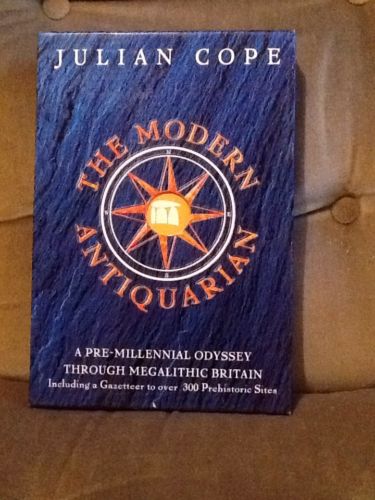 JULIAN COPE
THE MODERN
ANTIQUARIAN
A PRE-MILLENNIAL ODYSSEY
THROUGH MEGALITHIC BRITAIN
Including a Gazetteer to over 300 Prehistoric Sites